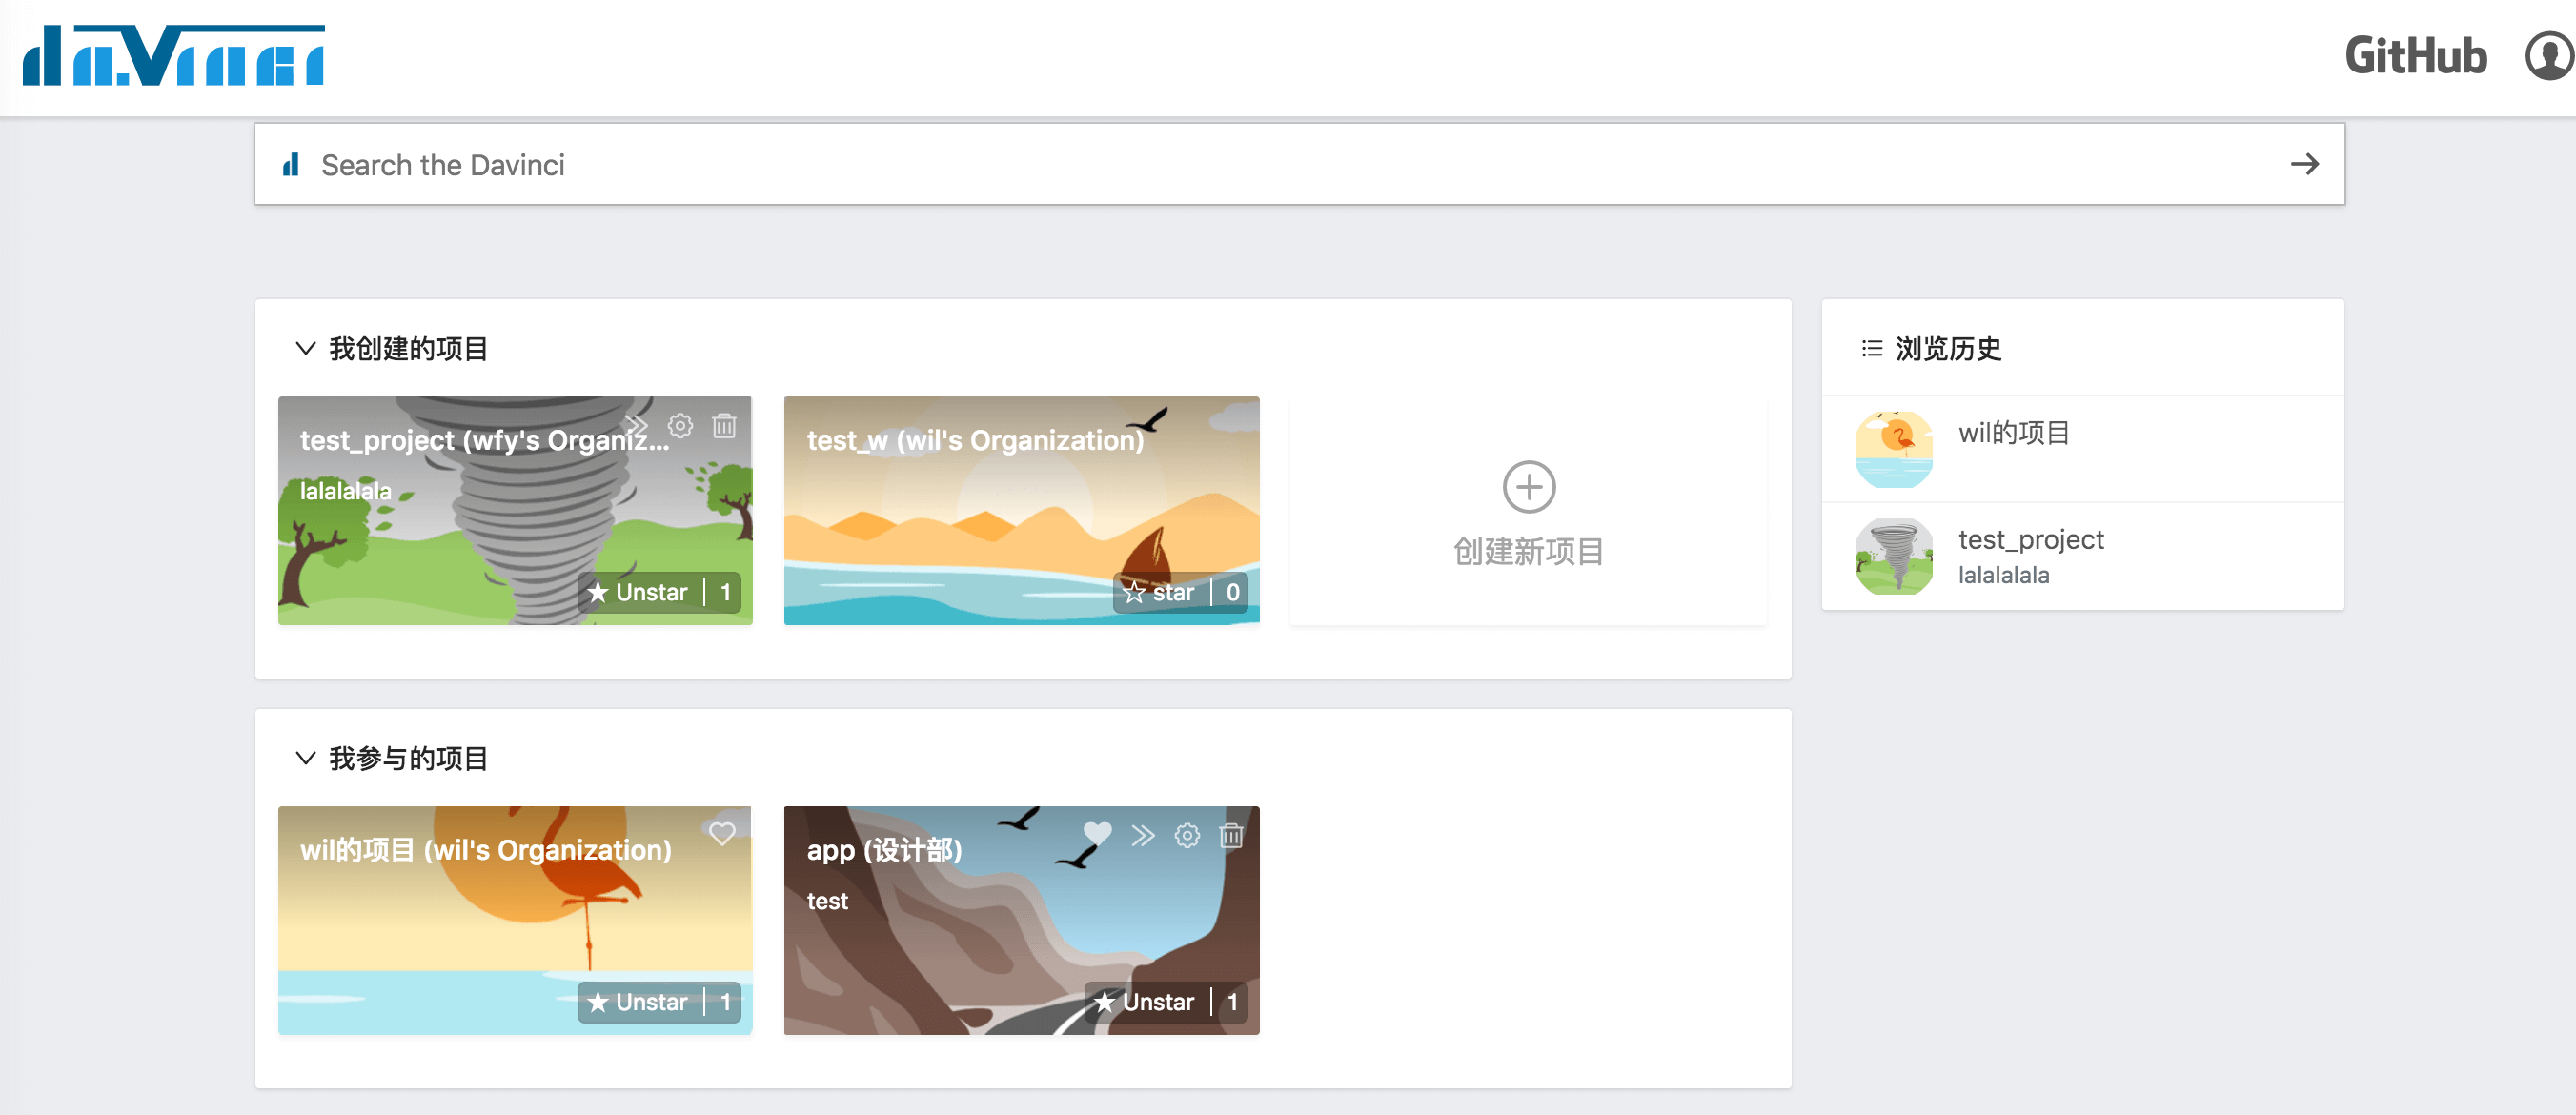 da.Vinci
GitHub
Search the Davinci
我创建的项目
test_project (wfy's Organiz...
lalalalala
Unstar 1
test_w (wil's Organization)
star 0
创建新项目
浏览历史
wil的项目
test_project
lalalalala
我参与的项目
wil的项目 (wil's Organization)
Unstar 1
app (设计部)
test
Unstar 1